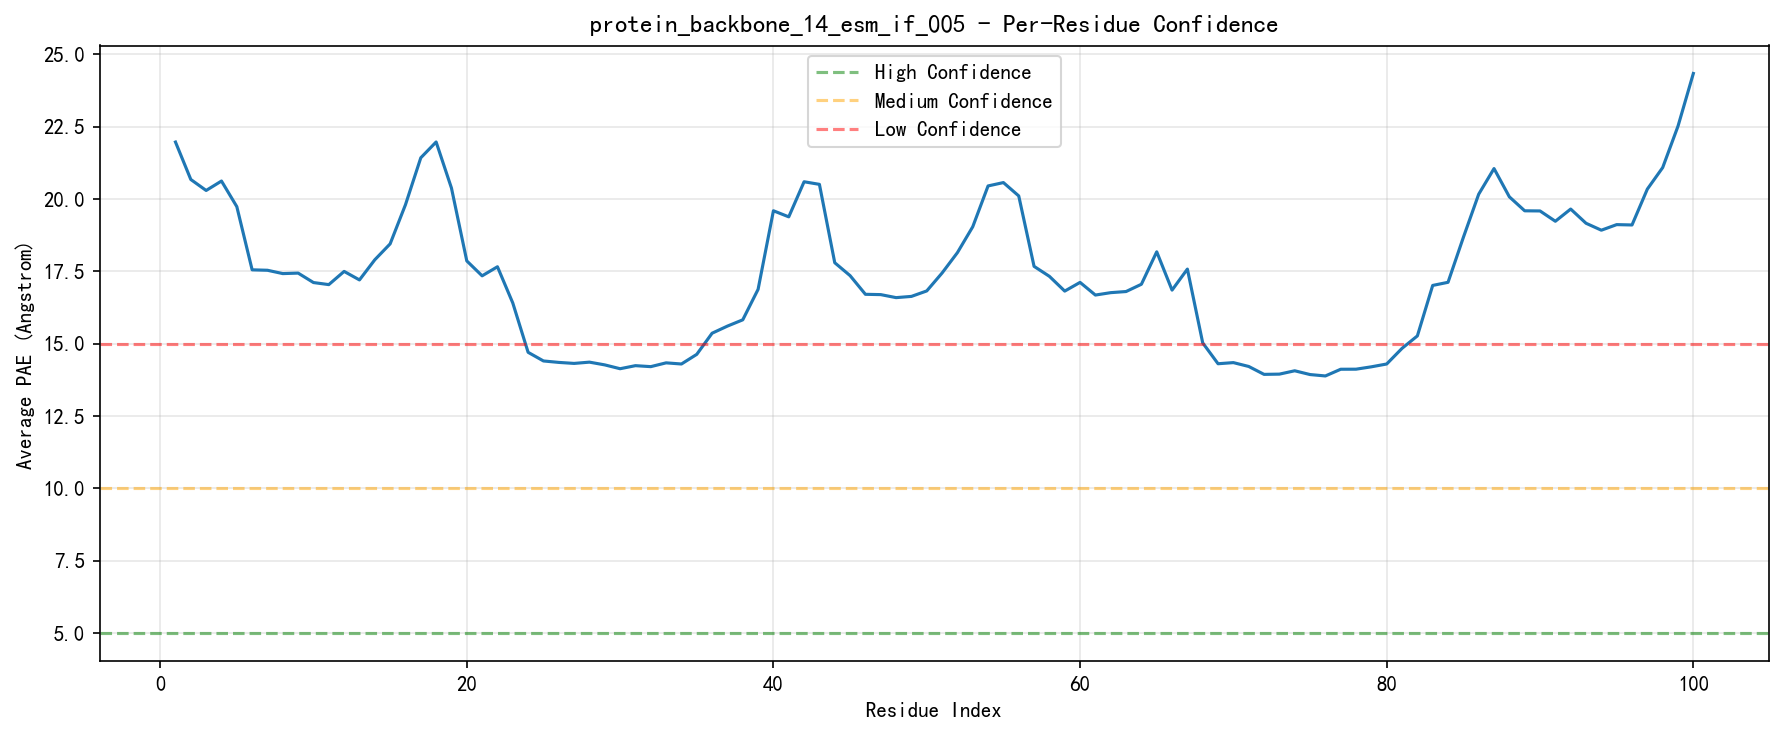 protein_backbone_14_esm_if_005 - Per-Residue Confidence
High Confidence
Medium Confidence
Low Confidence
25.0
22.5
20.0
17.5
15.0
12.5
10.0
7.5
5.0
Average PAE (Angstrom)
0 20 40 60 80 100
Residue Index